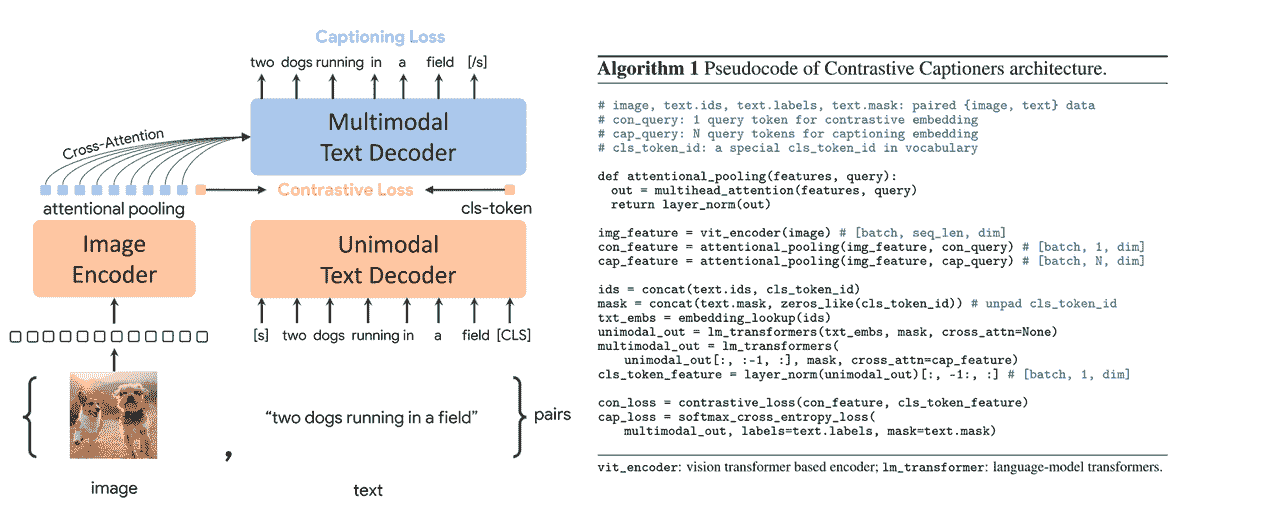 Captioning Loss
two dogs running in a field [/s]
Multimodal
Text Decoder
Cross-Attention
Contrastive Loss
attentional pooling
cls-token
Image
Encoder
Unimodal
Text Decoder
[s] two dogs running in a field [CLS]
“two dogs running in a field”
pairs
,
image
text
Algorithm 1 Pseudocode of Contrastive Captioners architecture.
# image, text.ids, text.labels, text.mask: paired {image, text} data
# con_query: 1 query token for contrastive embedding
# cap_query: N query tokens for captioning embedding
# cls_token_id: a special cls_token_id in vocabulary
def attentional_pooling(features, query):
  out = multihead_attention(features, query)
  return layer_norm(out)
img_feature = vit_encoder(image) # [batch, seq_len, dim]
con_feature = attentional_pooling(img_feature, con_query) # [batch, 1, dim]
cap_feature = attentional_pooling(img_feature, cap_query) # [batch, N, dim]
ids = concat(text.ids, cls_token_id)
mask = concat(text.mask, zeros_like(cls_token_id)) # unpad cls_token_id
txt_embs = embedding_lookup(ids)
unimodal_out = lm_transformers(txt_embs, mask, cross_attn=None)
multimodal_out = lm_transformers(
    unimodal_out[:, :-1, :], mask, cross_attn=cap_feature)
cls_token_feature = layer_norm(unimodal_out)[:, -1:, :] # [batch, 1, dim]
con_loss = contrastive_loss(con_feature, cls_token_feature)
cap_loss = softmax_cross_entropy_loss(
    multimodal_out, labels=text.labels, mask=text.mask)
vit_encoder: vision transformer based encoder; lm_transformer: language-model transformers.